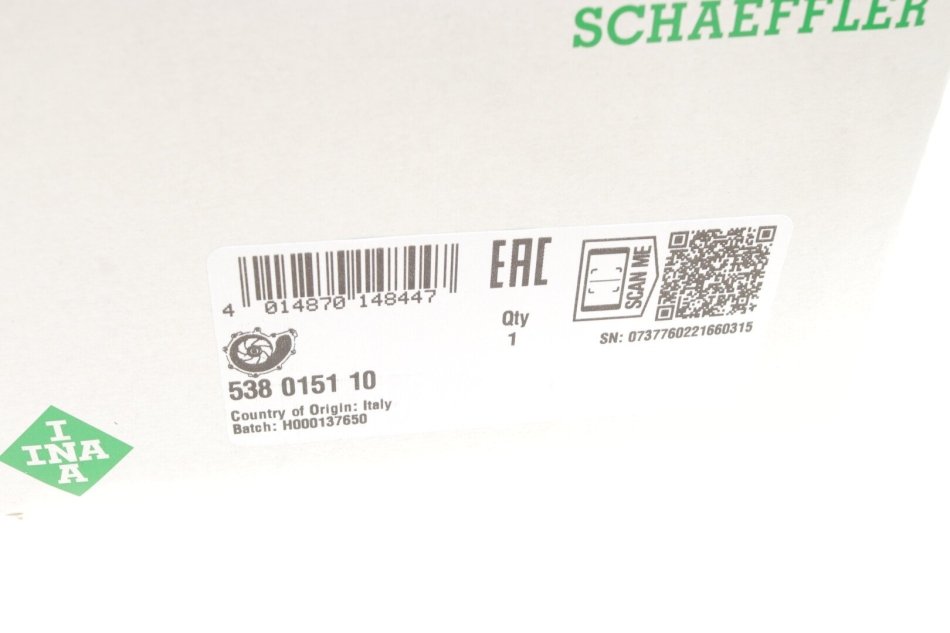 SCHAEFFLER
4 014870 148447
EAC
Qty
1
SCAN ME
SN: 0737760221660315
538 0151 10
Country of Origin: Italy
Batch: H000137650
I
INA
A